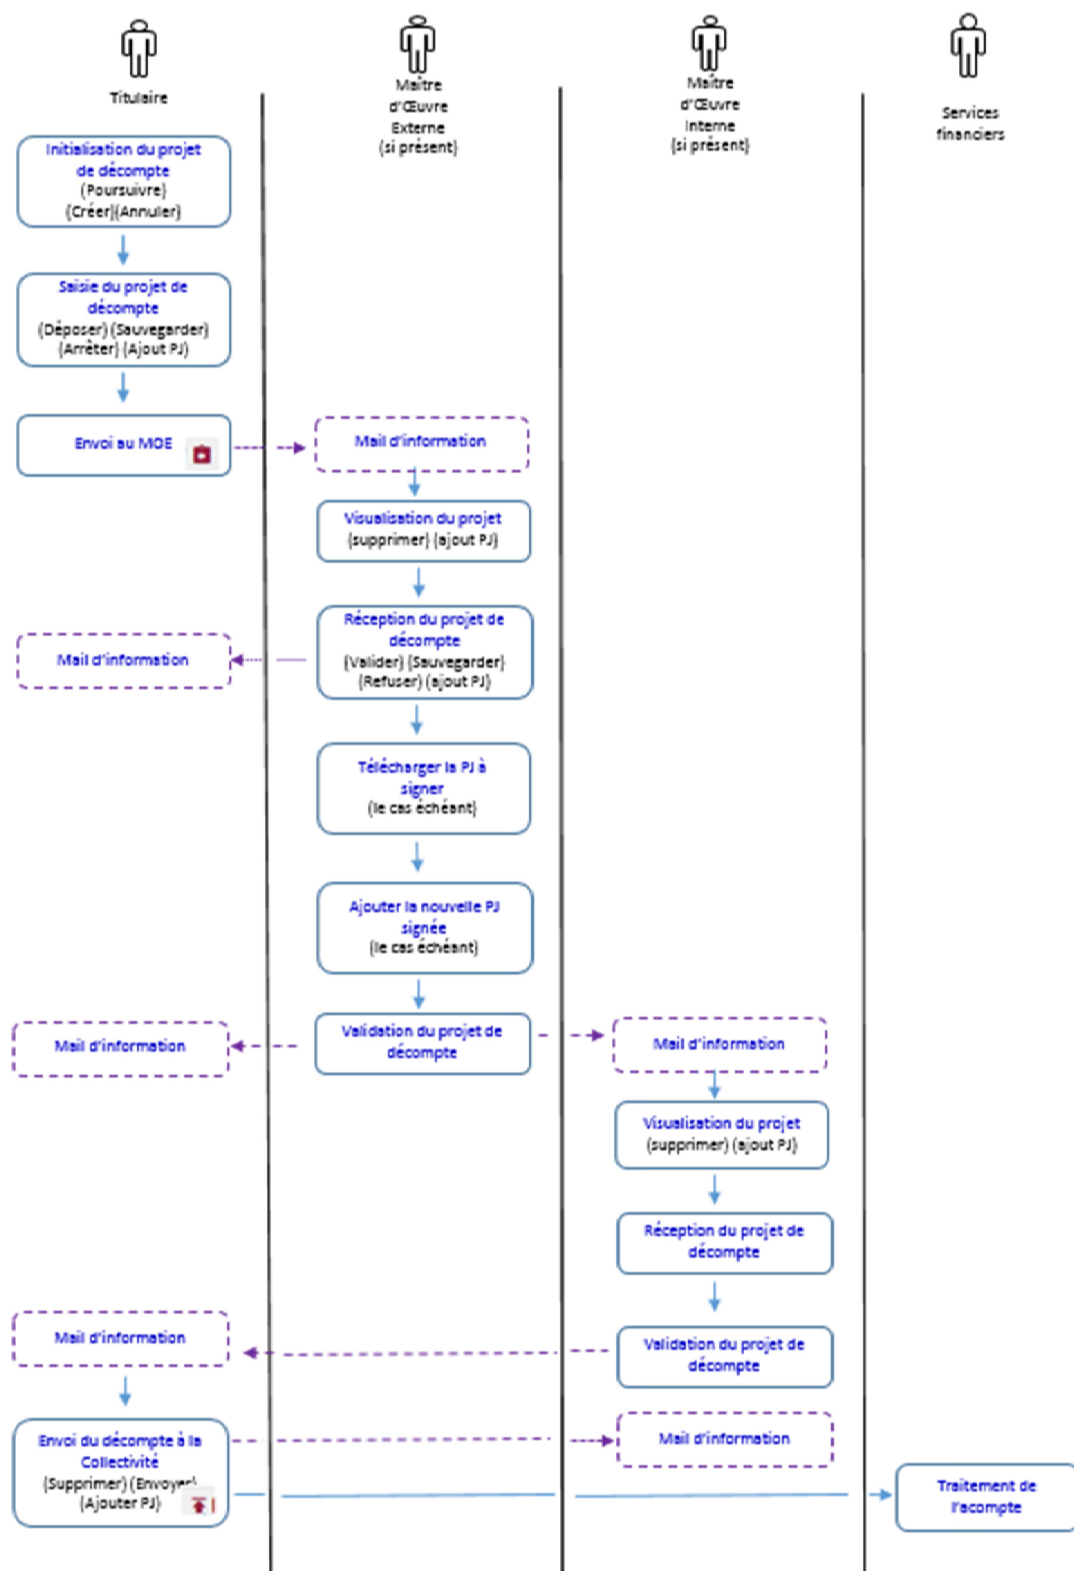 Titulaire
Maître
d'Œuvre
Externe
(si présent)
Maître
d'Œuvre
Interne
(si présent)
Services
financiers
Initialisation du projet
de décompte
(Poursuivre)
(Créer)(Annuler)
Saisie du projet de
décompte
(Déposer) (Sauvegarder)
(Arrêter) (Ajout PJ)
Envoi au MOE
Mail d'information
Visualisation du projet
(supprimer) (ajout PJ)
Réception du projet de
décompte
(Valider) (Sauvegarder)
(Refuser) (ajout PJ)
Mail d'information
Télécharger la PJ à
signer
(le cas échéant)
Ajouter la nouvelle PJ
signée
(le cas échéant)
Validation du projet de
décompte
Mail d'information
Mail d'information
Visualisation du projet
(supprimer) (ajout PJ)
Réception du projet de
décompte
Validation du projet de
décompte
Mail d'information
Envoi du décompte à la
Collectivité
(Supprimer) (Envoyer)
(Ajouter PJ)
Mail d'information
Traitement de
l'acompte